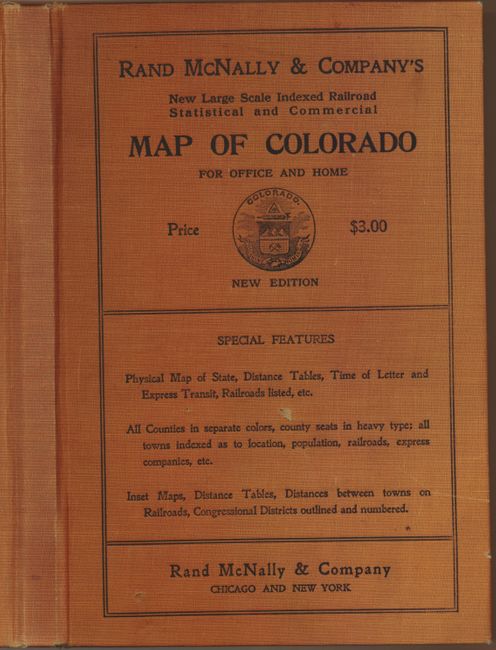 RAND MCNALLY & COMPANY'S
New Large Scale Indexed Railroad
Statistical and Commercial
MAP OF COLORADO
FOR OFFICE AND HOME
Price
COLORADO.
$3.00
NEW EDITION
SPECIAL FEATURES
Physical Map of State, Distance Tables, Time of Letter and
Express Transit, Railroads listed, etc.
All Counties in separate colors, county seats in heavy type; all
towns indexed as to location, population, railroads, express
companies, etc.
Inset Maps, Distance Tables, Distances between towns on
Railroads, Congressional Districts outlined and numbered.
Rand McNally & Company
CHICAGO AND NEW YORK